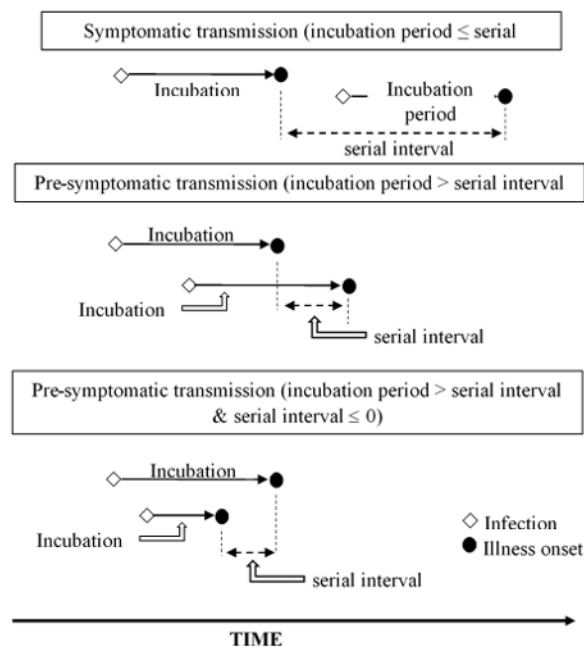 Symptomatic transmission (incubation period ≤ serial
Incubation
Incubation
period
serial interval
Pre-symptomatic transmission (incubation period > serial interval
Incubation
Incubation
serial interval
Pre-symptomatic transmission (incubation period > serial interval
& serial interval ≤ 0)
Incubation
Incubation
serial interval
Infection
Illness onset
TIME